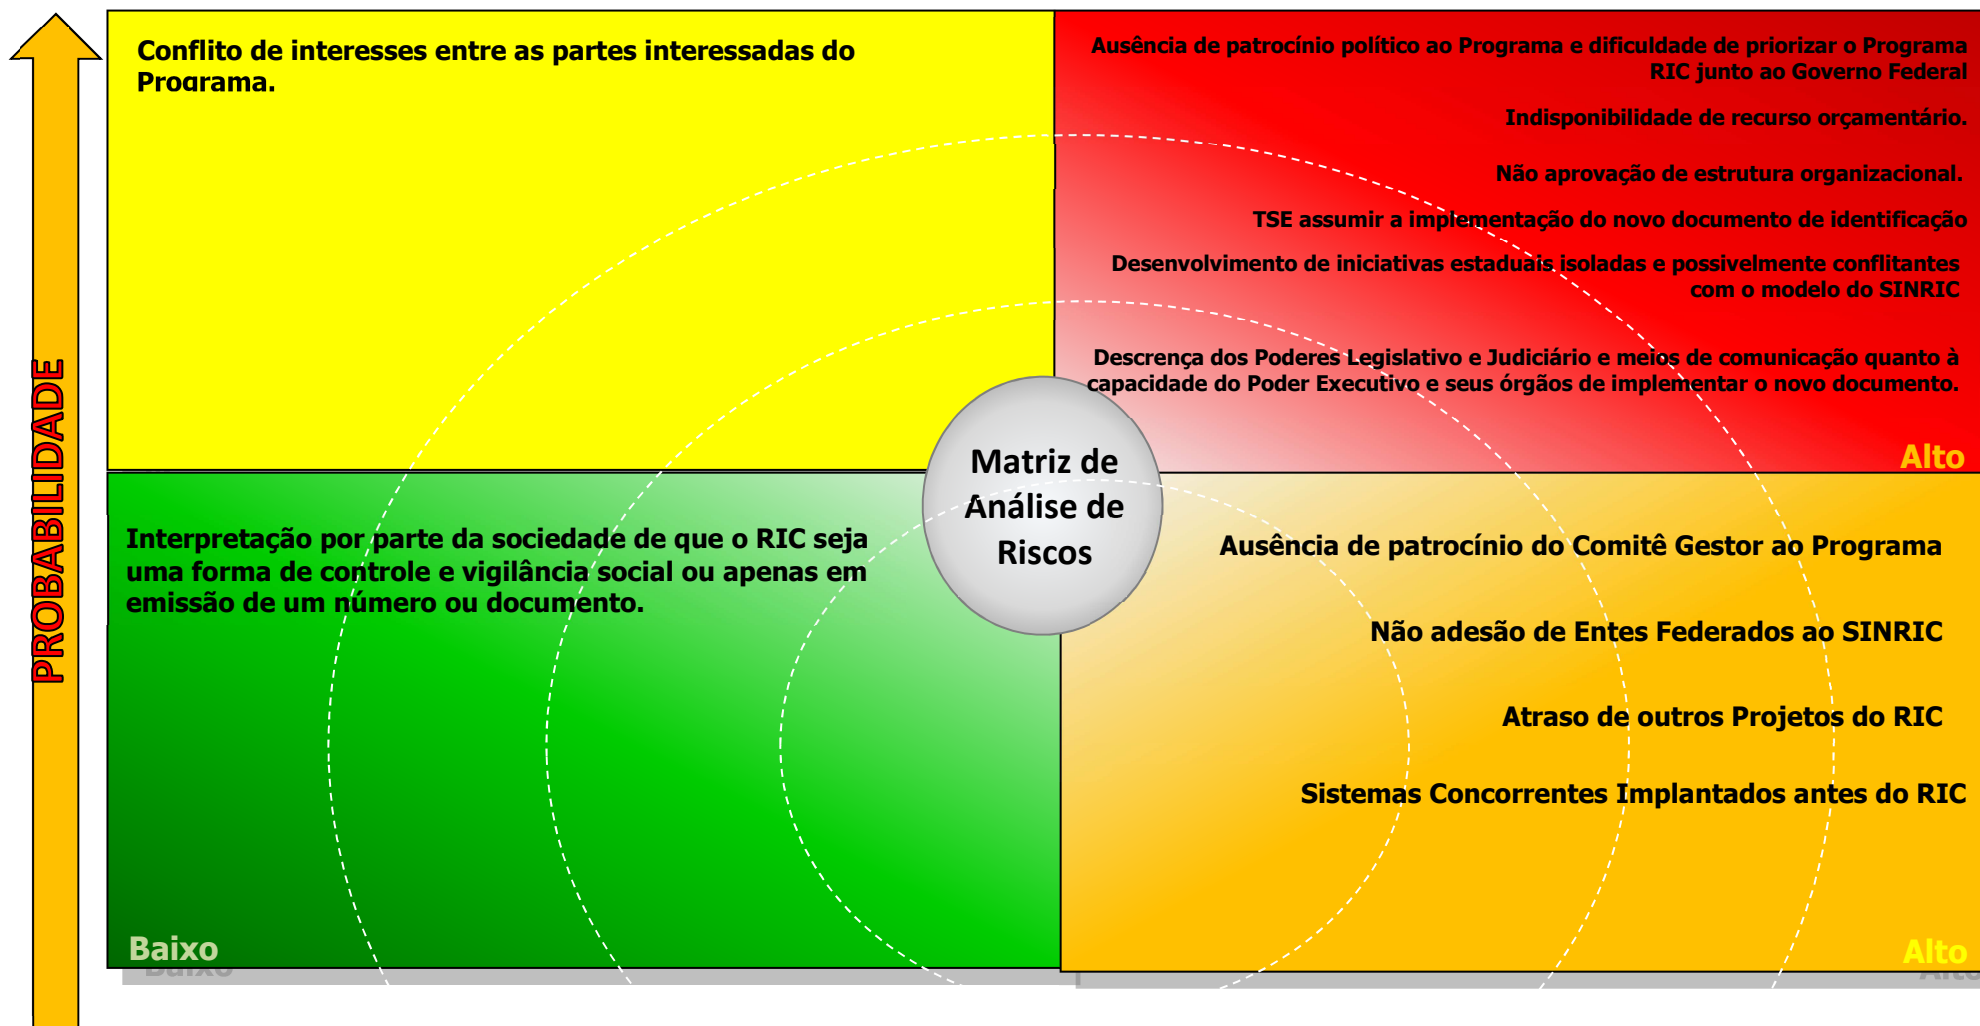 PROBABILIDADE
Conflito de interesses entre as partes interessadas do
Programa.
Ausência de patrocínio político ao Programa e dificuldade de priorizar o Programa
RIC junto ao Governo Federal
Indisponibilidade de recurso orçamentário.
Não aprovação de estrutura organizacional.
TSE assumir a implementação do novo documento de identificação
Desenvolvimento de iniciativas estaduais isoladas e possivelmente conflitantes
com o modelo do SINRIC
Descrença dos Poderes Legislativo e Judiciário e meios de comunicação quanto à
capacidade do Poder Executivo e seus órgãos de implementar o novo documento.
Alto
Matriz de
Análise de
Riscos
Interpretação por parte da sociedade de que o RIC seja
uma forma de controle e vigilância social ou apenas em
emissão de um número ou documento.
Baixo
Ausência de patrocínio do Comitê Gestor ao Programa
Não adesão de Entes Federados ao SINRIC
Atraso de outros Projetos do RIC
Sistemas Concorrentes Implantados antes do RIC
Alto